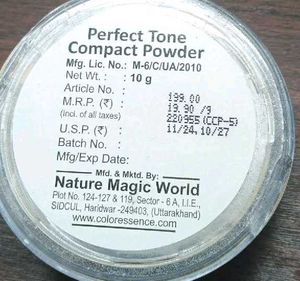 Perfect Tone
Compact Powder
Mfg. Lic. No.: M-6/C/UA/2010
Net Wt. : 10 g
Article No. :
M.R.P. (₹) : 199.00
(Incl. of all taxes) 19.90 /g
U.S.P. (₹) : 220955 (CCP-5)
Batch No. : 11/24,10/27
Mfg/Exp Date:
Mfd. & Mktd. By:
Nature Magic World
Plot No. 124-127 & 119, Sector - 6 A, I.I.E.,
SIDCUL, Haridwar -249403, (Uttarakhand)
www.coloressence.com